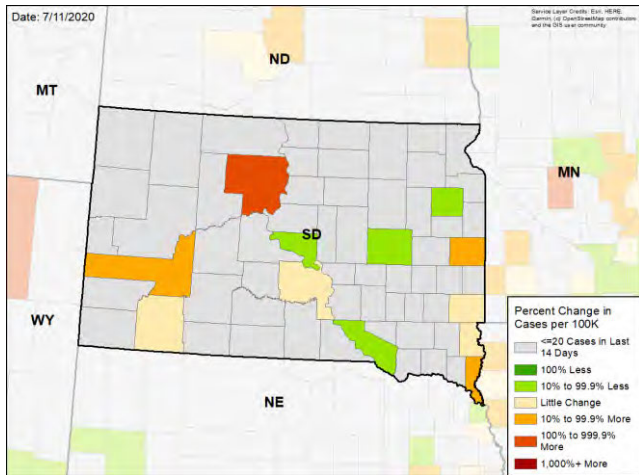 Date: 7/11/2020
Service Layer Credits: Esri, HERE,
Garmin, (c) OpenStreetMap contributors
and the GIS user community
ND
MT
MN
SD
WY
NE
Percent Change in
Cases per 100K
<=20 Cases in Last
14 Days
100% Less
10% to 99.9% Less
Little Change
10% to 99.9% More
100% to 999.9%
More
1,000%+ More